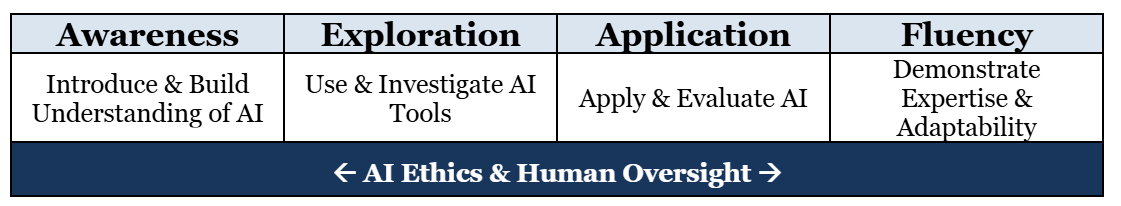 Awareness
Exploration
Application
Fluency
Introduce & Build
Understanding of AI
Use & Investigate AI
Tools
Apply & Evaluate AI
Demonstrate
Expertise &
Adaptability
← AI Ethics & Human Oversight →